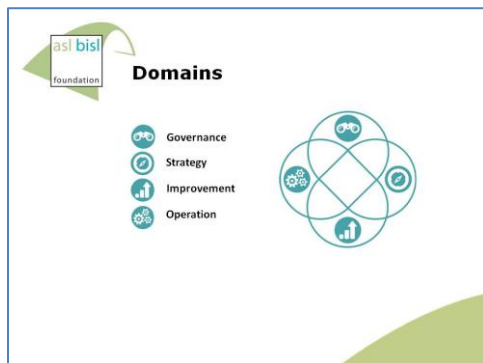 asl bisl
foundation
Domains
Governance
Strategy
Improvement
Operation